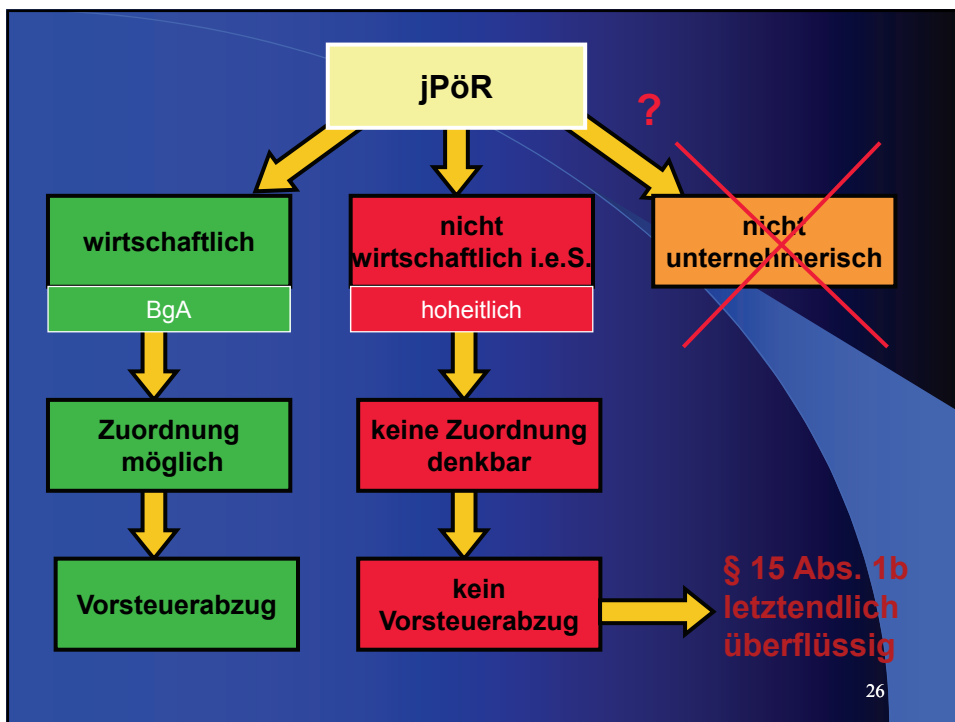 jPöR
?
wirtschaftlich
BgA
nicht
wirtschaftlich i.e.S.
hoheitlich
nicht
unternehmerisch
Zuordnung
möglich
keine Zuordnung
denkbar
Vorsteuerabzug
kein
Vorsteuerabzug
§ 15 Abs. 1b
letztendlich
überflüssig
26